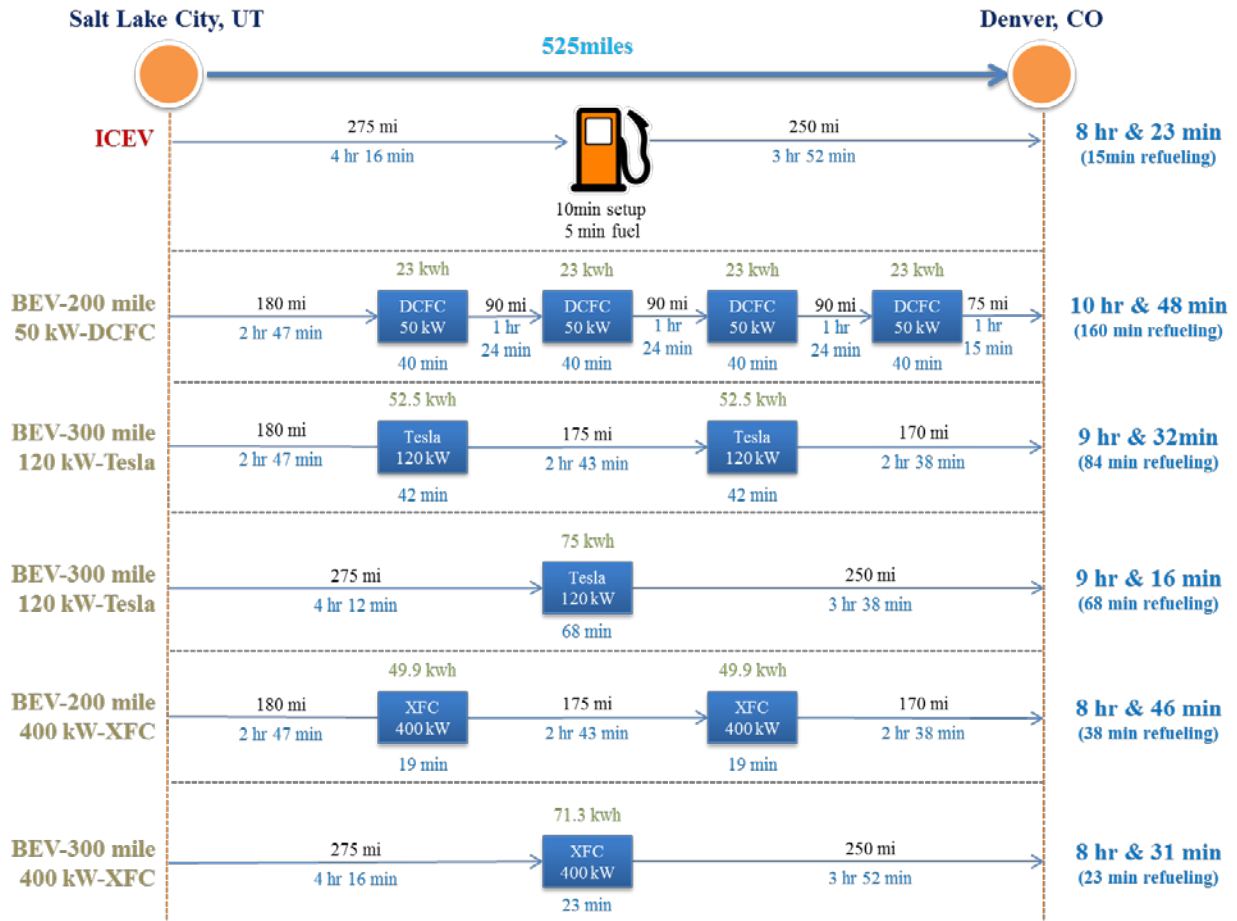 Salt Lake City, UT
Denver, CO
525miles
ICEV
275 mi
4 hr 16 min
10min setup
5 min fuel
250 mi
3 hr 52 min
8 hr & 23 min
(15min refueling)
BEV-200 mile
50 kW-DCFC
180 mi
2 hr 47 min
23 kwh
DCFC
50 kW
40 min
90 mi
1 hr
24 min
23 kwh
DCFC
50 kW
40 min
90 mi
1 hr
24 min
23 kwh
DCFC
50 kW
40 min
90 mi
1 hr
24 min
23 kwh
DCFC
50 kW
40 min
75 mi
1 hr
15 min
10 hr & 48 min
(160 min refueling)
BEV-300 mile
120 kW-Tesla
180 mi
2 hr 47 min
52.5 kwh
Tesla
120 kW
42 min
175 mi
2 hr 43 min
52.5 kwh
Tesla
120 kW
42 min
170 mi
2 hr 38 min
9 hr & 32min
(84 min refueling)
BEV-300 mile
120 kW-Tesla
275 mi
4 hr 12 min
75 kwh
Tesla
120 kW
68 min
250 mi
3 hr 38 min
9 hr & 16 min
(68 min refueling)
BEV-200 mile
400 kW-XFC
180 mi
2 hr 47 min
49.9 kwh
XFC
400 kW
19 min
175 mi
2 hr 43 min
49.9 kwh
XFC
400 kW
19 min
170 mi
2 hr 38 min
8 hr & 46 min
(38 min refueling)
BEV-300 mile
400 kW-XFC
275 mi
4 hr 16 min
71.3 kwh
XFC
400 kW
23 min
250 mi
3 hr 52 min
8 hr & 31 min
(23 min refueling)